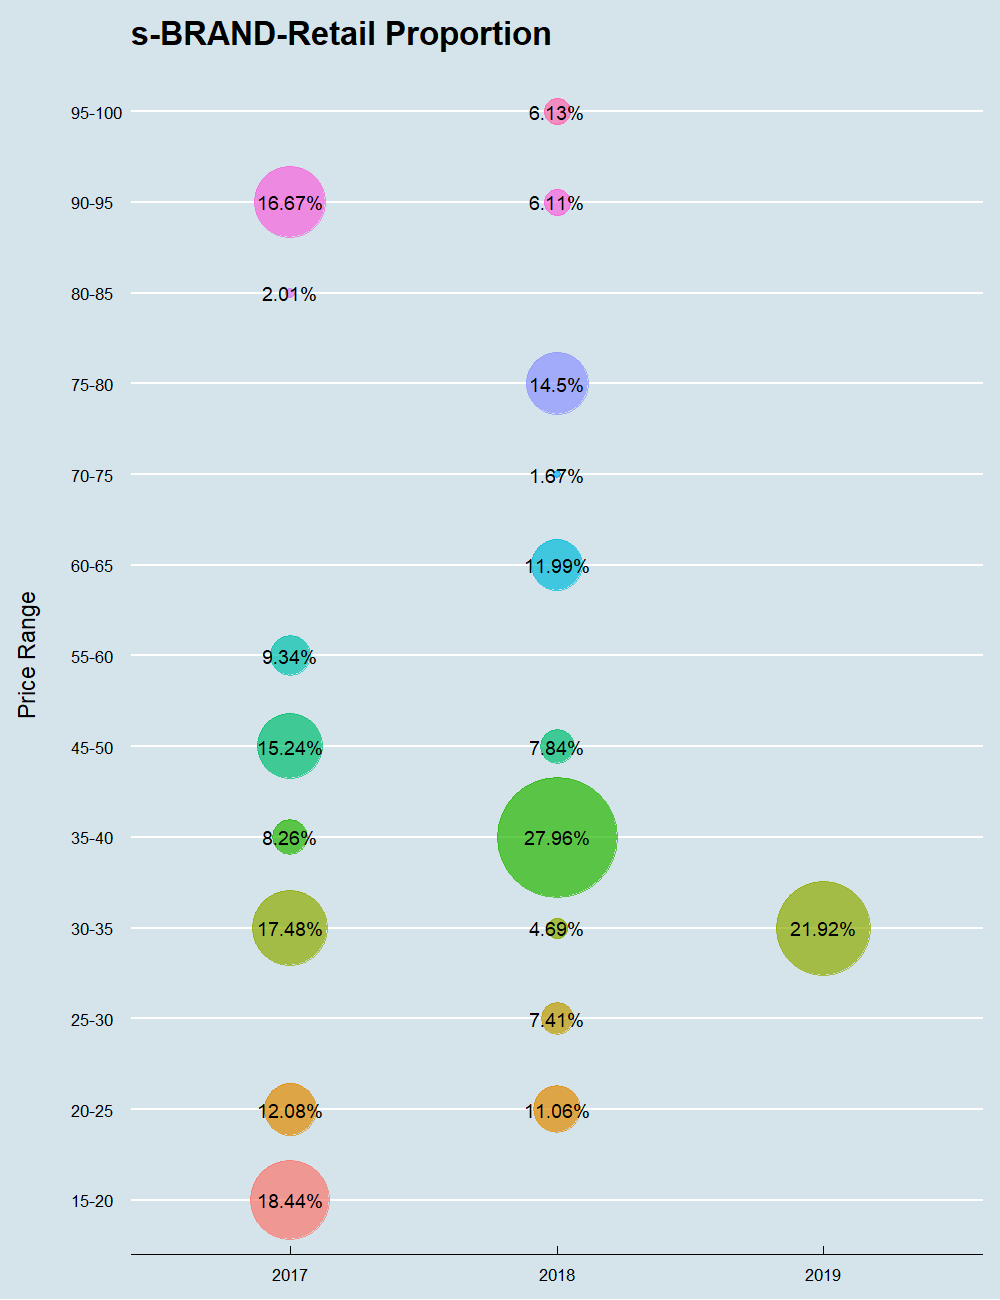 s-BRAND-Retail Proportion
95-100 6.13%
90-95 16.67% 6.11%
80-85 2.01%
75-80 14.5%
70-75 1.67%
60-65 11.99%
Price Range
55-60 9.34%
45-50 15.24% 7.84%
35-40 8.26% 27.96%
30-35 17.48% 4.69% 21.92%
25-30 7.41%
20-25 12.08% 11.06%
15-20 18.44%
2017 2018 2019